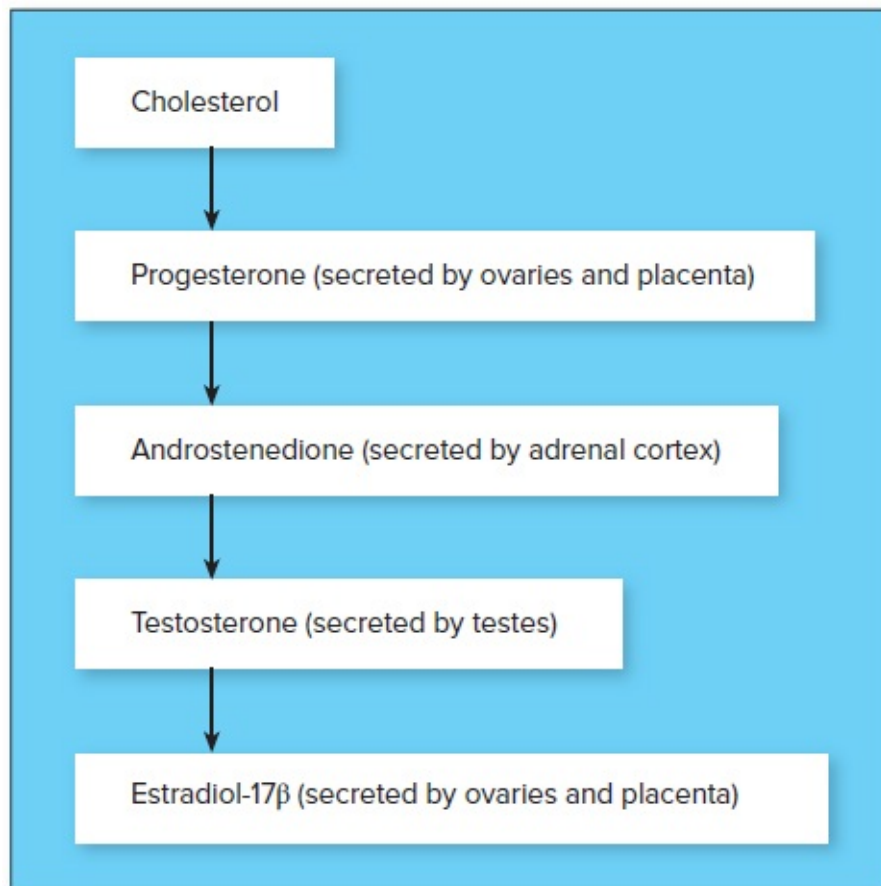 Cholesterol
Progesterone (secreted by ovaries and placenta)
Androstenedione (secreted by adrenal cortex)
Testosterone (secreted by testes)
Estradiol-17β (secreted by ovaries and placenta)